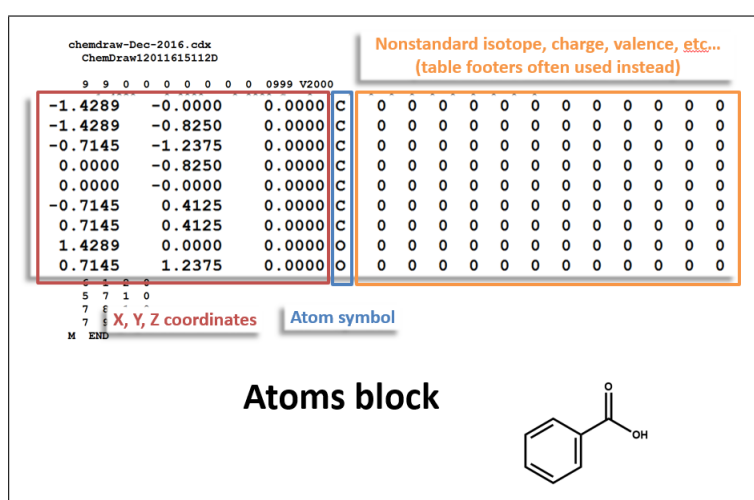 chemdraw-Dec-2016.cdx
ChemDraw12011615112D
Nonstandard isotope, charge, valence, etc...
(table footers often used instead)
9 9 0 0 0 0 0 0 0999 V2000
-1.4289 -0.0000 0.0000 C 0 0 0 0 0 0 0 0 0 0 0 0
-1.4289 -0.8250 0.0000 C 0 0 0 0 0 0 0 0 0 0 0 0
-0.7145 -1.2375 0.0000 C 0 0 0 0 0 0 0 0 0 0 0 0
0.0000 -0.8250 0.0000 C 0 0 0 0 0 0 0 0 0 0 0 0
0.0000 -0.0000 0.0000 C 0 0 0 0 0 0 0 0 0 0 0 0
-0.7145 0.4125 0.0000 C 0 0 0 0 0 0 0 0 0 0 0 0
0.7145 0.4125 0.0000 C 0 0 0 0 0 0 0 0 0 0 0 0
1.4289 0.0000 0.0000 O 0 0 0 0 0 0 0 0 0 0 0 0
0.7145 1.2375 0.0000 O 0 0 0 0 0 0 0 0 0 0 0 0
5 7 1 0
7
7
X, Y, Z coordinates
Atom symbol
M END
Atoms block
O
OH